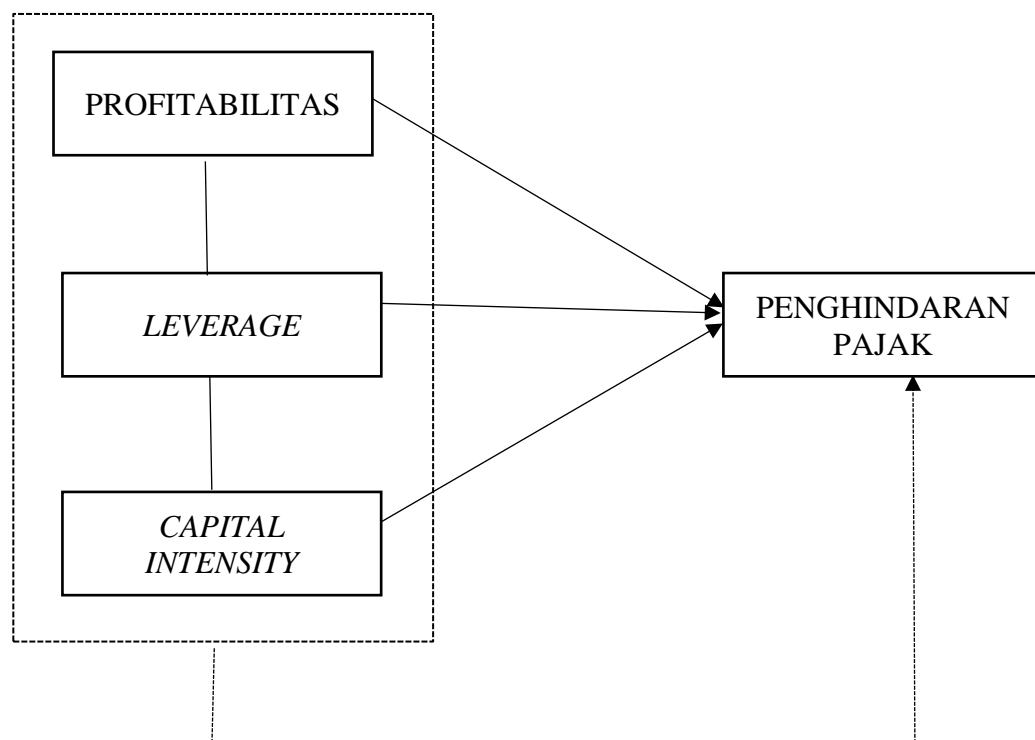 PROFITABILITAS
LEVERAGE
CAPITAL
INTENSITY
PENGHINDARAN
PAJAK